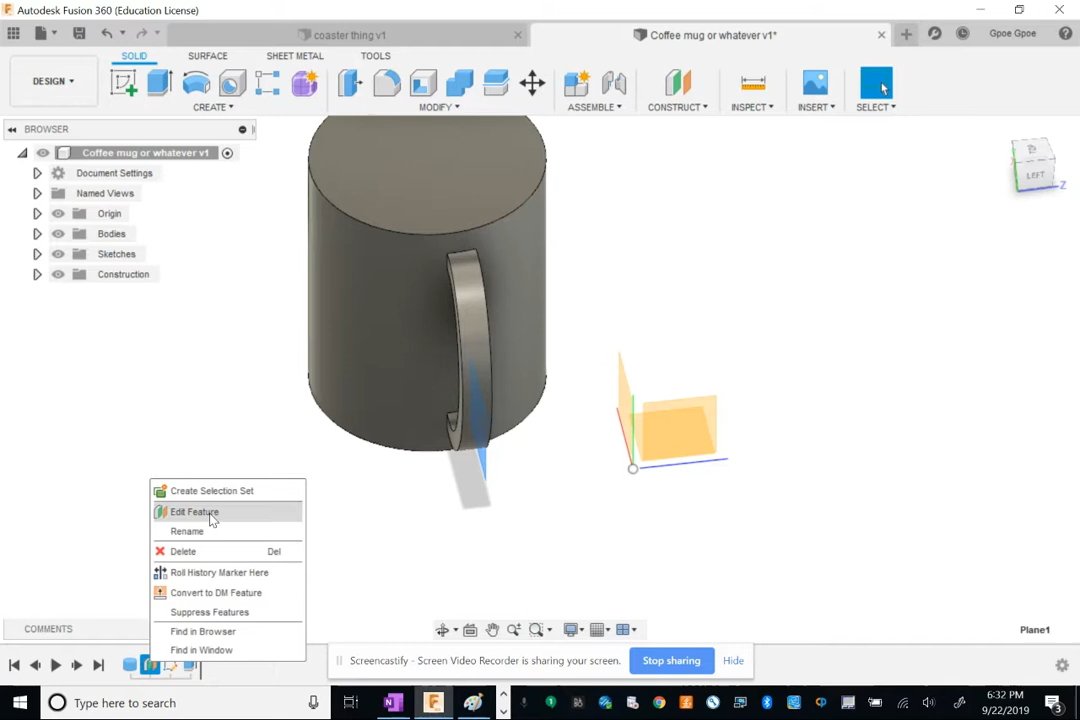 Autodesk Fusion 360 (Education License)
coaster thing v1
Coffee mug or whatever v1*
Gpoe Gpoe
DESIGN
SOLID
SURFACE
SHEET METAL
TOOLS
CREATE
MODIFY
ASSEMBLE
CONSTRUCT
INSPECT
INSERT
SELECT
BROWSER
Coffee mug or whatever v1
Document Settings
Named Views
Origin
Bodies
Sketches
Construction
LEFT
Z
Create Selection Set
Edit Feature
Rename
Delete Del
Roll History Marker Here
Convert to DM Feature
Suppress Features
Find in Browser
Find in Window
COMMENTS
Plane1
Screencastify - Screen Video Recorder is sharing your screen.
Stop sharing
Hide
Type here to search
6:32 PM
9/22/2019
3